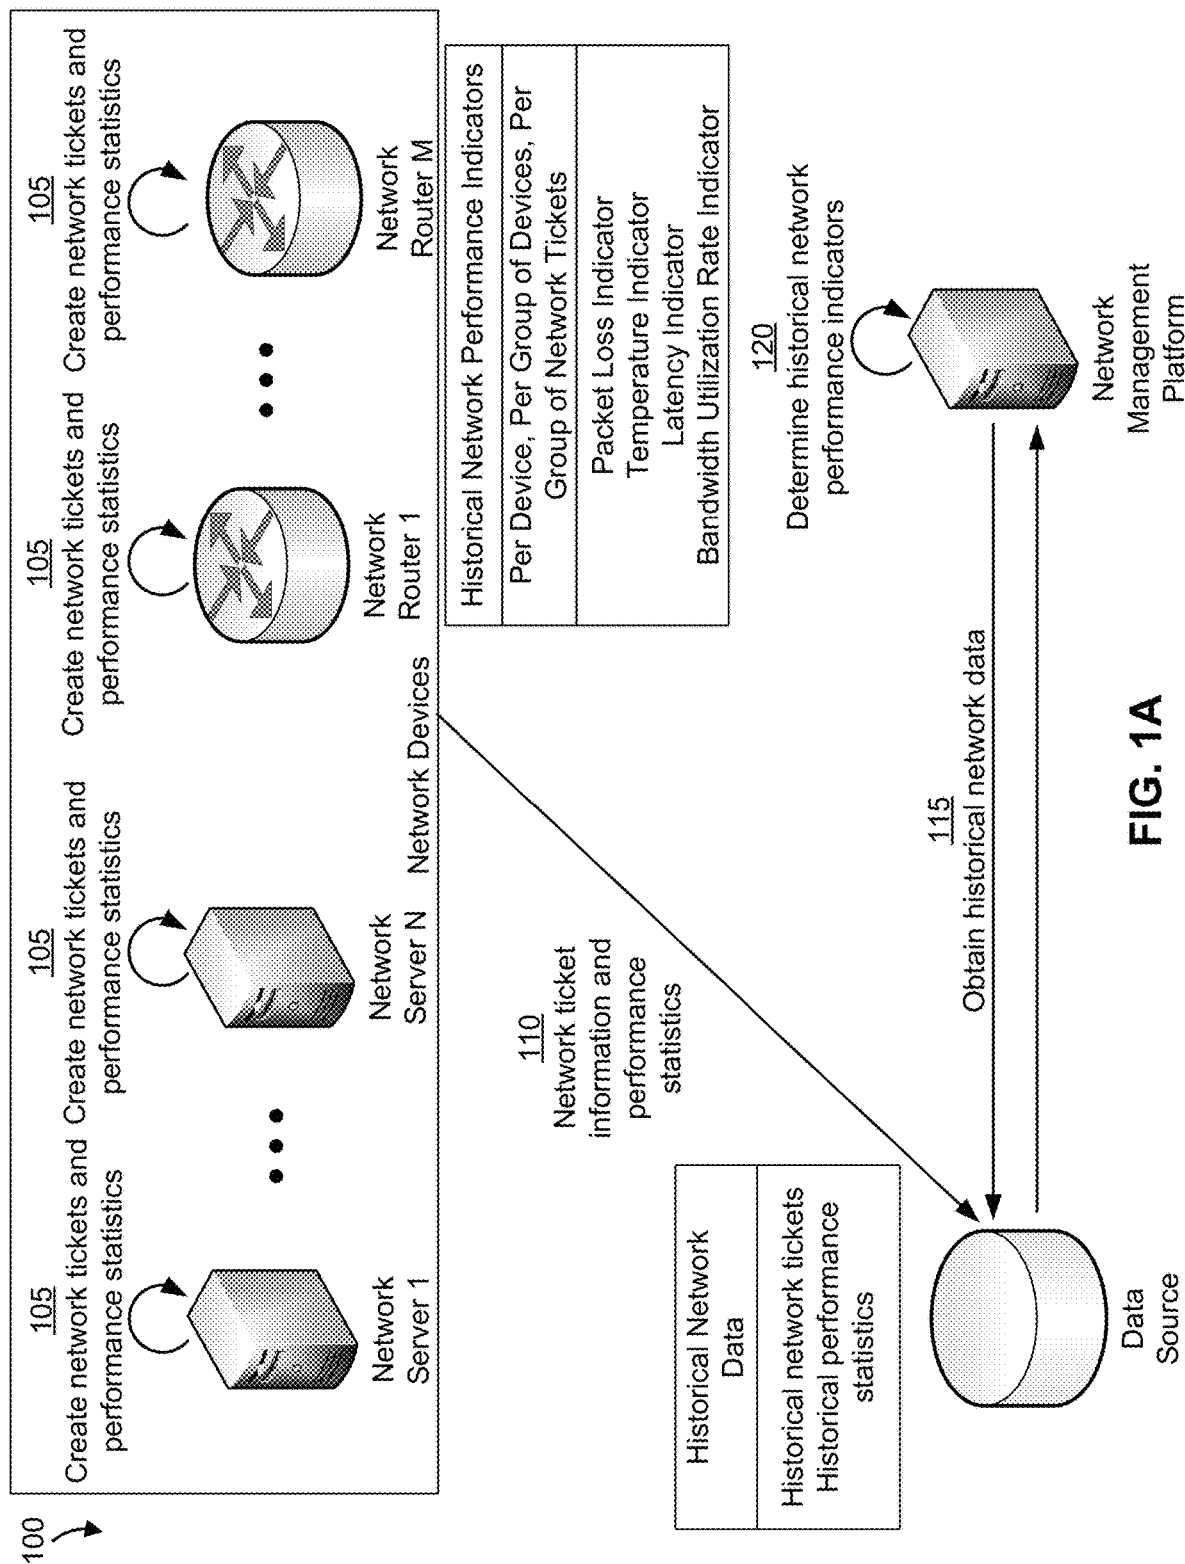 100
105
Create network tickets and
performance statistics
Network
Server 1
105
Create network tickets and
performance statistics
Network
Server N
Network Devices
105
Create network tickets and
performance statistics
Network
Router 1
105
Create network tickets and
performance statistics
Network
Router M
Historical Network Performance Indicators
Per Device, Per Group of Devices, Per
Group of Network Tickets
Packet Loss Indicator
Temperature Indicator
Latency Indicator
Bandwidth Utilization Rate Indicator
110
Network ticket
information and
performance
statistics
Historical Network
Data
Historical network tickets
Historical performance
statistics
120
Determine historical network
performance indicators
115
Obtain historical network data
Data
Source
Network
Management
Platform
FIG. 1A